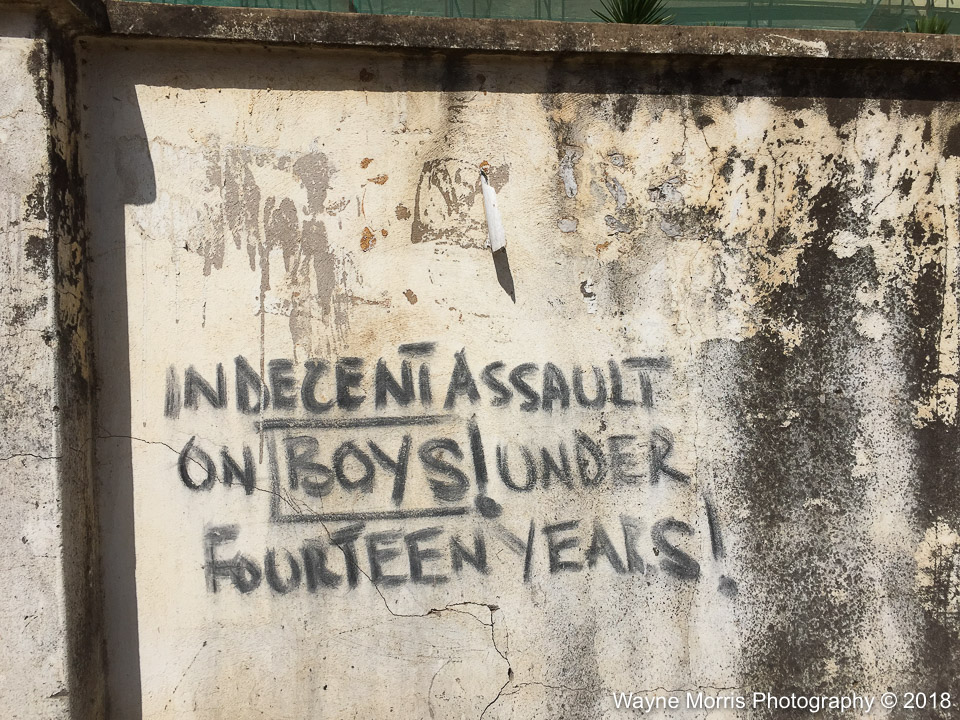 INDECENT ASSAULT
ON BOYS! UNDER
FOURTEEN YEARS!
Wayne Morris Photography © 2018